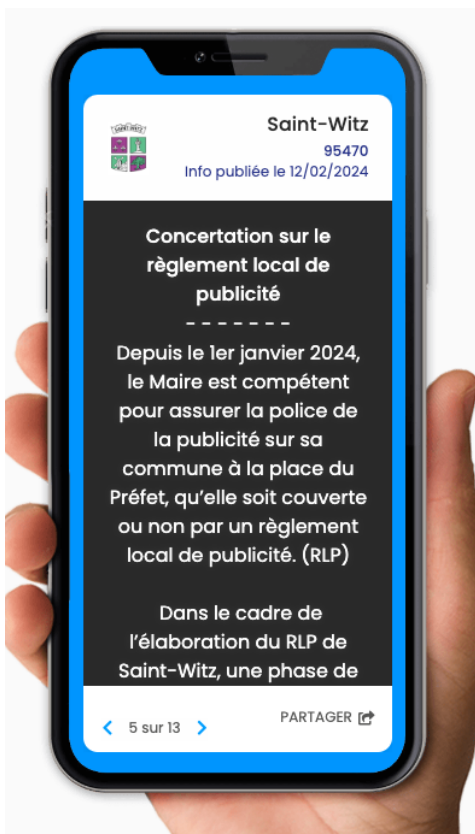 SAINT-WITZ
Saint-Witz
95470
Info publiée le 12/02/2024
Concertation sur le
règlement local de
publicité
- - - - - - -
Depuis le 1er janvier 2024,
le Maire est compétent
pour assurer la police de
la publicité sur sa
commune à la place du
Préfet, qu’elle soit couverte
ou non par un règlement
local de publicité. (RLP)
Dans le cadre de
l’élaboration du RLP de
Saint-Witz, une phase de
5 sur 13
PARTAGER